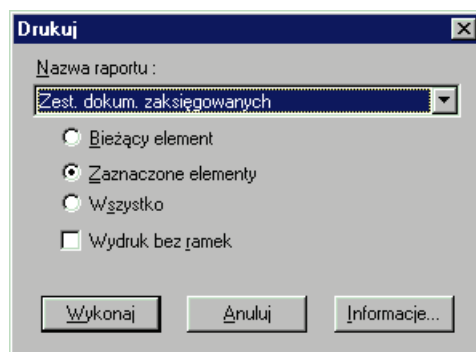 Drukuj
Nazwa raportu :
Zest. dokum. zaksięgowanych
Bieżący element
Zaznaczone elementy
Wszystko
Wydruk bez ramek
Wykonaj Anuluj Informacje...